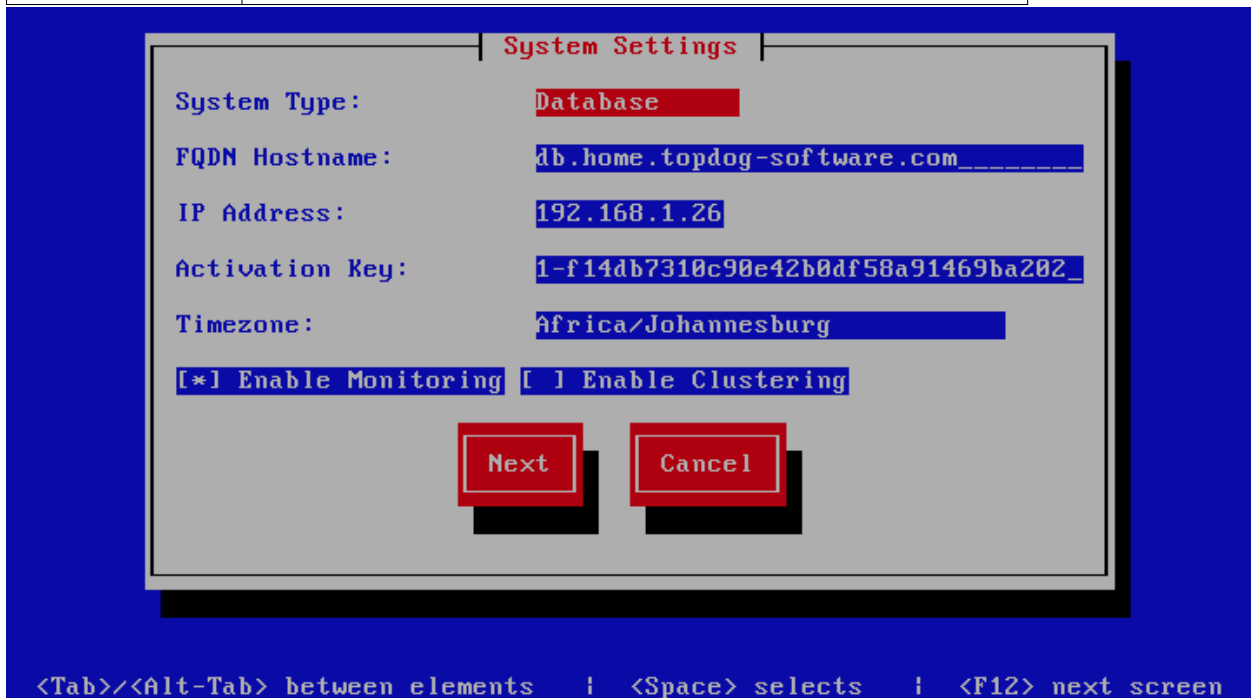 System Settings
System Type: Database
FQDN Hostname: db.home.topdog-software.com________
IP Address: 192.168.1.26
Activation Key: 1-f14db7310c90e42b0df58a91469ba202_
Timezone: Africa/Johannesburg
[*] Enable Monitoring [ ] Enable Clustering
Next Cancel
<Tab>/<Alt-Tab> between elements | <Space> selects | <F12> next screen